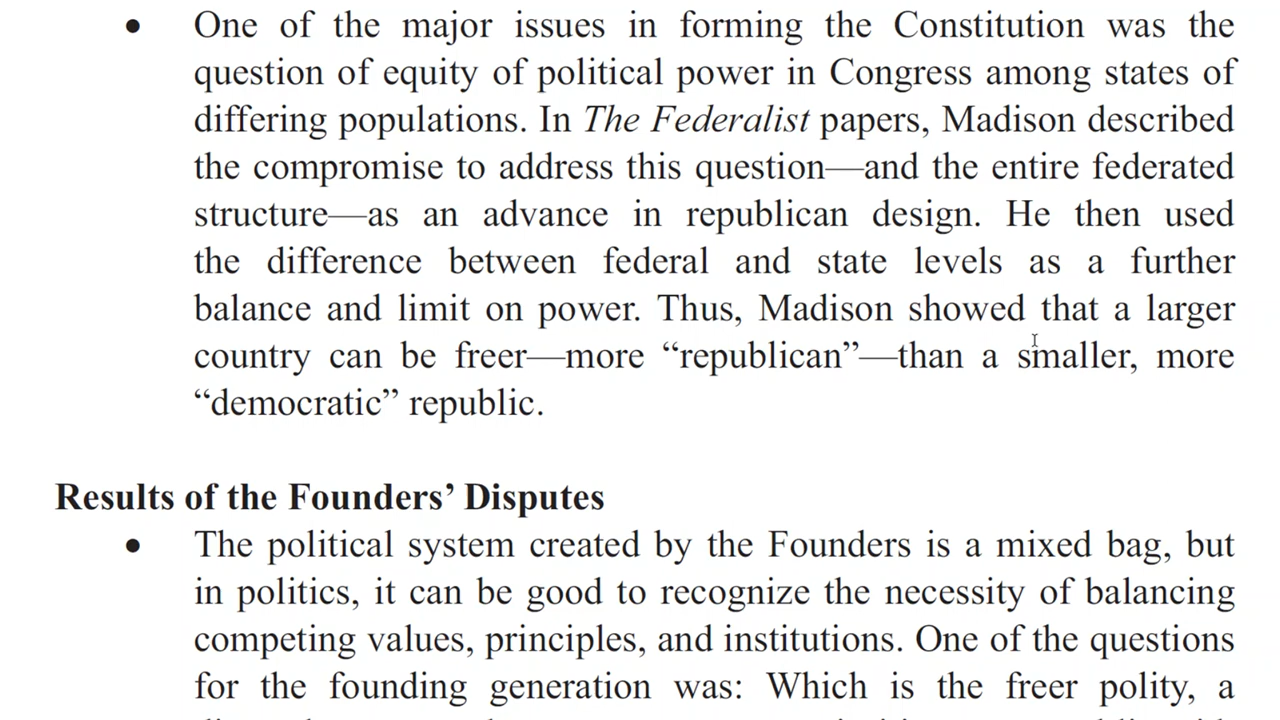 • One of the major issues in forming the Constitution was the
question of equity of political power in Congress among states of
differing populations. In The Federalist papers, Madison described
the compromise to address this question—and the entire federated
structure—as an advance in republican design. He then used
the difference between federal and state levels as a further
balance and limit on power. Thus, Madison showed that a larger
country can be freer—more “republican”—than a smaller, more
“democratic” republic.
Results of the Founders’ Disputes
• The political system created by the Founders is a mixed bag, but
in politics, it can be good to recognize the necessity of balancing
competing values, principles, and institutions. One of the questions
for the founding generation was: Which is the freer polity, a